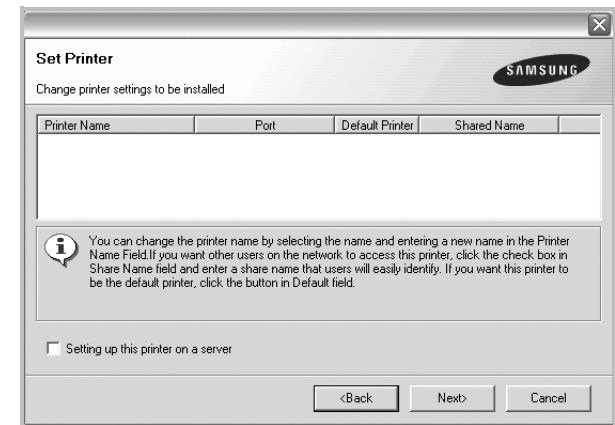 Set Printer
SAMSUNG
Change printer settings to be installed
Printer Name Port Default Printer Shared Name
You can change the printer name by selecting the name and entering a new name in the Printer
Name Field.If you want other users on the network to access this printer, click the check box in
Share Name field and enter a share name that users will easily identify. If you want this printer to
be the default printer, click the button in Default field.
Setting up this printer on a server
<Back Next> Cancel